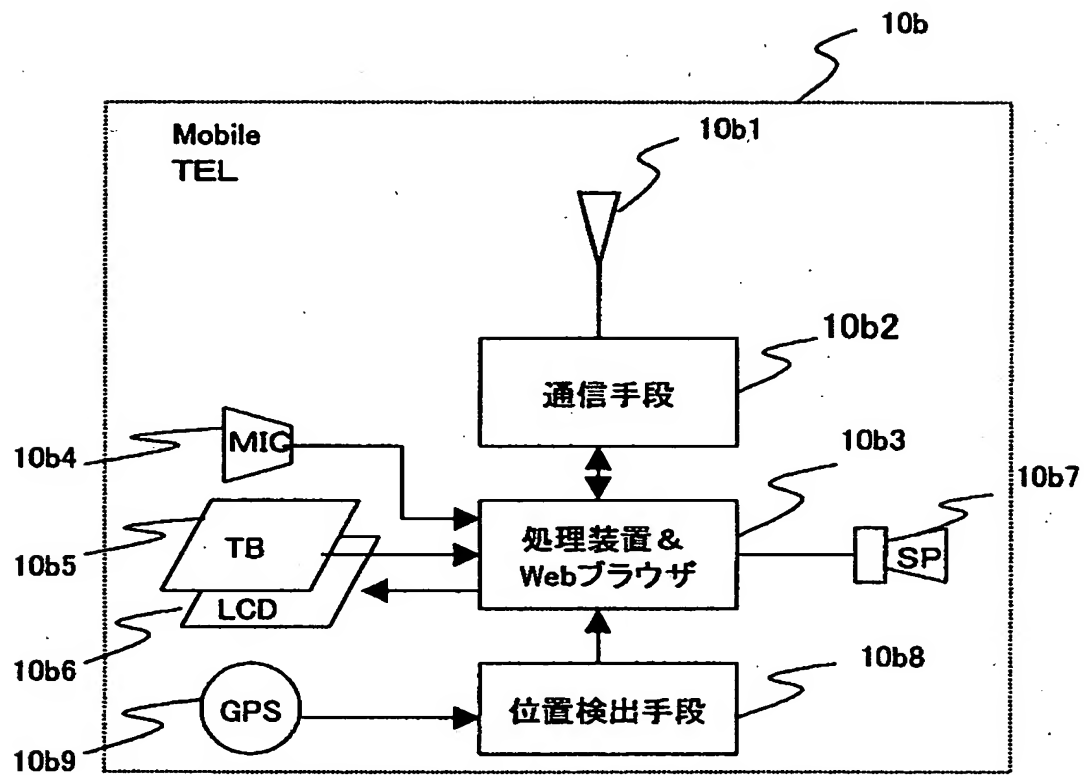 10b
Mobile
TEL
10b1
10b2
通信手段
10b4
MIC
10b3
10b7
10b5
TB
処理装置&
Webブラウザ
SP
10b6
LCD
10b8
10b9
GPS
位置検出手段